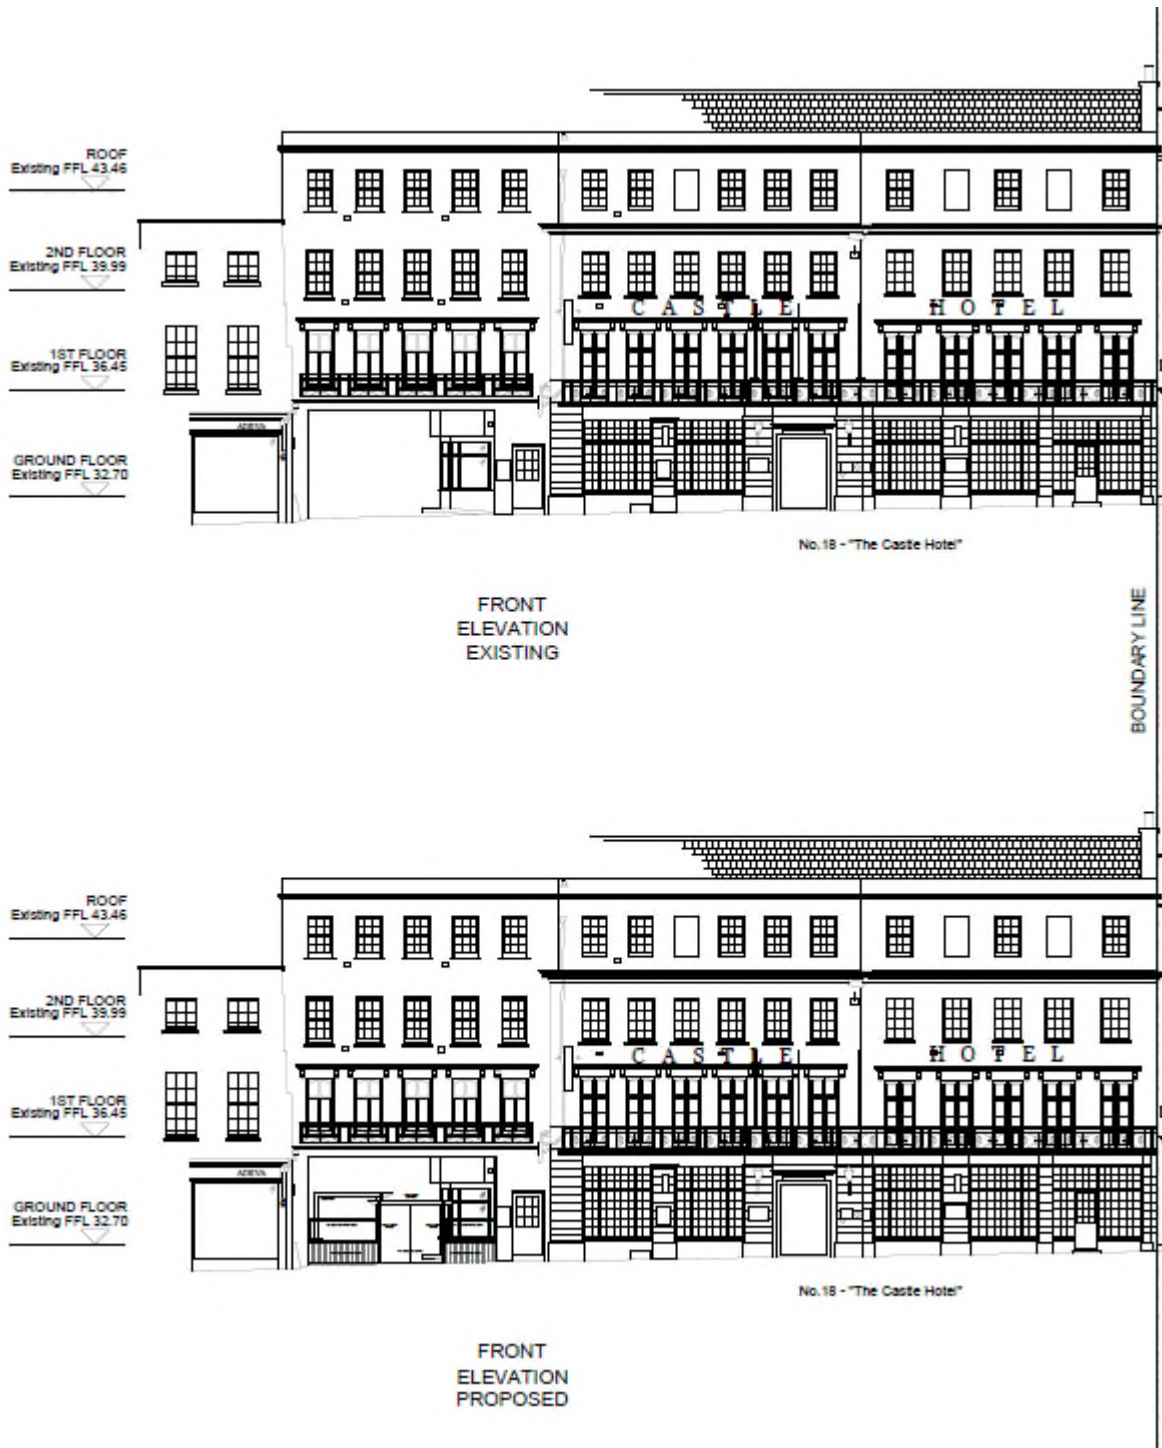 ROOF
Existing FFL 43.46
2ND FLOOR
Existing FFL 39.99
CASTLE HOTEL
1ST FLOOR
Existing FFL 36.45
ADEVA
GROUND FLOOR
Existing FFL 32.70
No.18 - "The Castle Hotel"
FRONT
ELEVATION
EXISTING
BOUNDARY LINE
ROOF
Existing FFL 43.46
2ND FLOOR
Existing FFL 39.99
CASTLE HOTEL
1ST FLOOR
Existing FFL 36.45
ADEVA
GROUND FLOOR
Existing FFL 32.70
No.18 - "The Castle Hotel"
FRONT
ELEVATION
PROPOSED